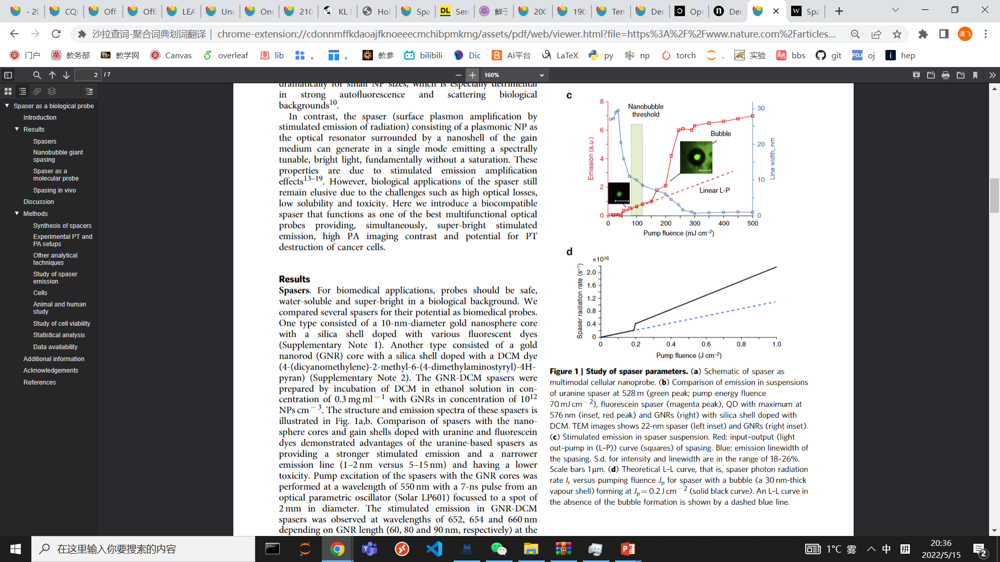 - 20
CQU
Off-
Offl
LEA
Unc
One
210
KL
Hol
Spa
Sen
鲜于
200
190
Ten
Der
Opt
Der
Spa
沙拉查词-聚合词典划词翻译 | chrome-extension://cdonnmffkdaoajfknoeeecmchibpmkmg/assets/pdf/web/viewer.html?file=https%3A%2F%2Fwww.nature.com%2Farticles...
潇飞
门户 教务部 Bb 教学网 Canvas overleaf lib 。 。 教参 bilibili Dic B AI平台 LaTeX py np torch . 实验 bbs git POJ oj i hep
2 / 7
160%
Spaser as a biological probe
Introduction
Results
Spasers
Nanobubble giant
spasing
Spaser as a
molecular probe
Spasing in vivo
Discussion
Methods
Synthesis of spacers
Experimental PT and
PA setups
Other analytical
techniques
Study of spaser
emission
Cells
Animal and human
study
Study of cell viability
Statistical analysis
Data availability
Additional information
Acknowledgements
References
dramatically for small NP sizes, which is especially detrimental
in strong autofluorescence and scattering biological
backgrounds10.
In contrast, the spaser (surface plasmon amplification by
stimulated emission of radiation) consisting of a plasmonic NP as
the optical resonator surrounded by a nanoshell of the gain
medium can generate in a single mode emitting a spectrally
tunable, bright light, fundamentally without a saturation. These
properties are due to stimulated emission amplification
effects13–19. However, biological applications of the spaser still
remain elusive due to the challenges such as high optical losses,
low solubility and toxicity. Here we introduce a biocompatible
spaser that functions as one of the best multifunctional optical
probes providing, simultaneously, super-bright stimulated
emission, high PA imaging contrast and potential for PT
destruction of cancer cells.
Results
Spasers. For biomedical applications, probes should be safe,
water-soluble and super-bright in a biological background. We
compared several spasers for their potential as biomedical probes.
One type consisted of a 10-nm-diameter gold nanosphere core
with a silica shell doped with various fluorescent dyes
(Supplementary Note 1). Another type consisted of a gold
nanorod (GNR) core with a silica shell doped with a DCM dye
(4-(dicyanomethylene)-2-methyl-6-(4-dimethylaminostyryl)-4H-
pyran) (Supplementary Note 2). The GNR-DCM spasers were
prepared by incubation of DCM in ethanol solution in con-
centration of 0.3 mg ml−1 with GNRs in concentration of 1012
NPs cm−3. The structure and emission spectra of these spasers is
illustrated in Fig. 1a,b. Comparison of spasers with the nano-
sphere cores and gain shells doped with uranine and fluorescein
dyes demonstrated advantages of the uranine-based spasers as
providing a stronger stimulated emission and a narrower
emission line (1–2 nm versus 5–15 nm) and having a lower
toxicity. Pump excitation of the spasers with the GNR cores was
performed at a wavelength of 550 nm with a 7-ns pulse from an
optical parametric oscillator (Solar LP601) focussed to a spot of
2 mm in diameter. The stimulated emission in GNR-DCM
spasers was observed at wavelengths of 652, 654 and 660 nm
depending on GNR length (60, 80 and 90 nm, respectively) at the
c
Nanobubble
threshold
Bubble
Linear L-P
Emission (a.u.)
8
6
4
2
0
Line width, nm
30
20
10
0
0 100 200 300 400 500
Pump fluence (mJ cm−2)
d
×1016
Spaser radiation rate (s−1)
2.0
1.6
1.2
0.8
0.4
0
0 0.2 0.4 0.6 0.8 1.0
Pump fluence (J cm−2)
Figure 1 | Study of spaser parameters. (a) Schematic of spaser as
multimodal cellular nanoprobe. (b) Comparison of emission in suspensions
of uranine spaser at 528 m (green peak; pump energy fluence
70 mJ cm−2), fluorescein spaser (magenta peak), QD with maximum at
576 nm (inset, red peak) and GNRs (right) with silica shell doped with
DCM. TEM images shows 22-nm spaser (left inset) and GNRs (right inset).
(c) Stimulated emission in spaser suspension. Red: input–output (light
out–pump in (L–P)) curve (squares) of spasing. Blue: emission linewidth of
the spasing. S.d. for intensity and linewidth are in the range of 18–26%.
Scale bars 1 μm. (d) Theoretical L–L curve, that is, spaser photon radiation
rate Ir versus pumping fluence Jp for spaser with a bubble (a 30 nm-thick
vapour shell) forming at Jp = 0.2 J cm−2 (solid black curve). An L–L curve in
the absence of the bubble formation is shown by a dashed blue line.
在这里输入你要搜索的内容
1°C 雾
中
拼
20:36
2022/5/15
2